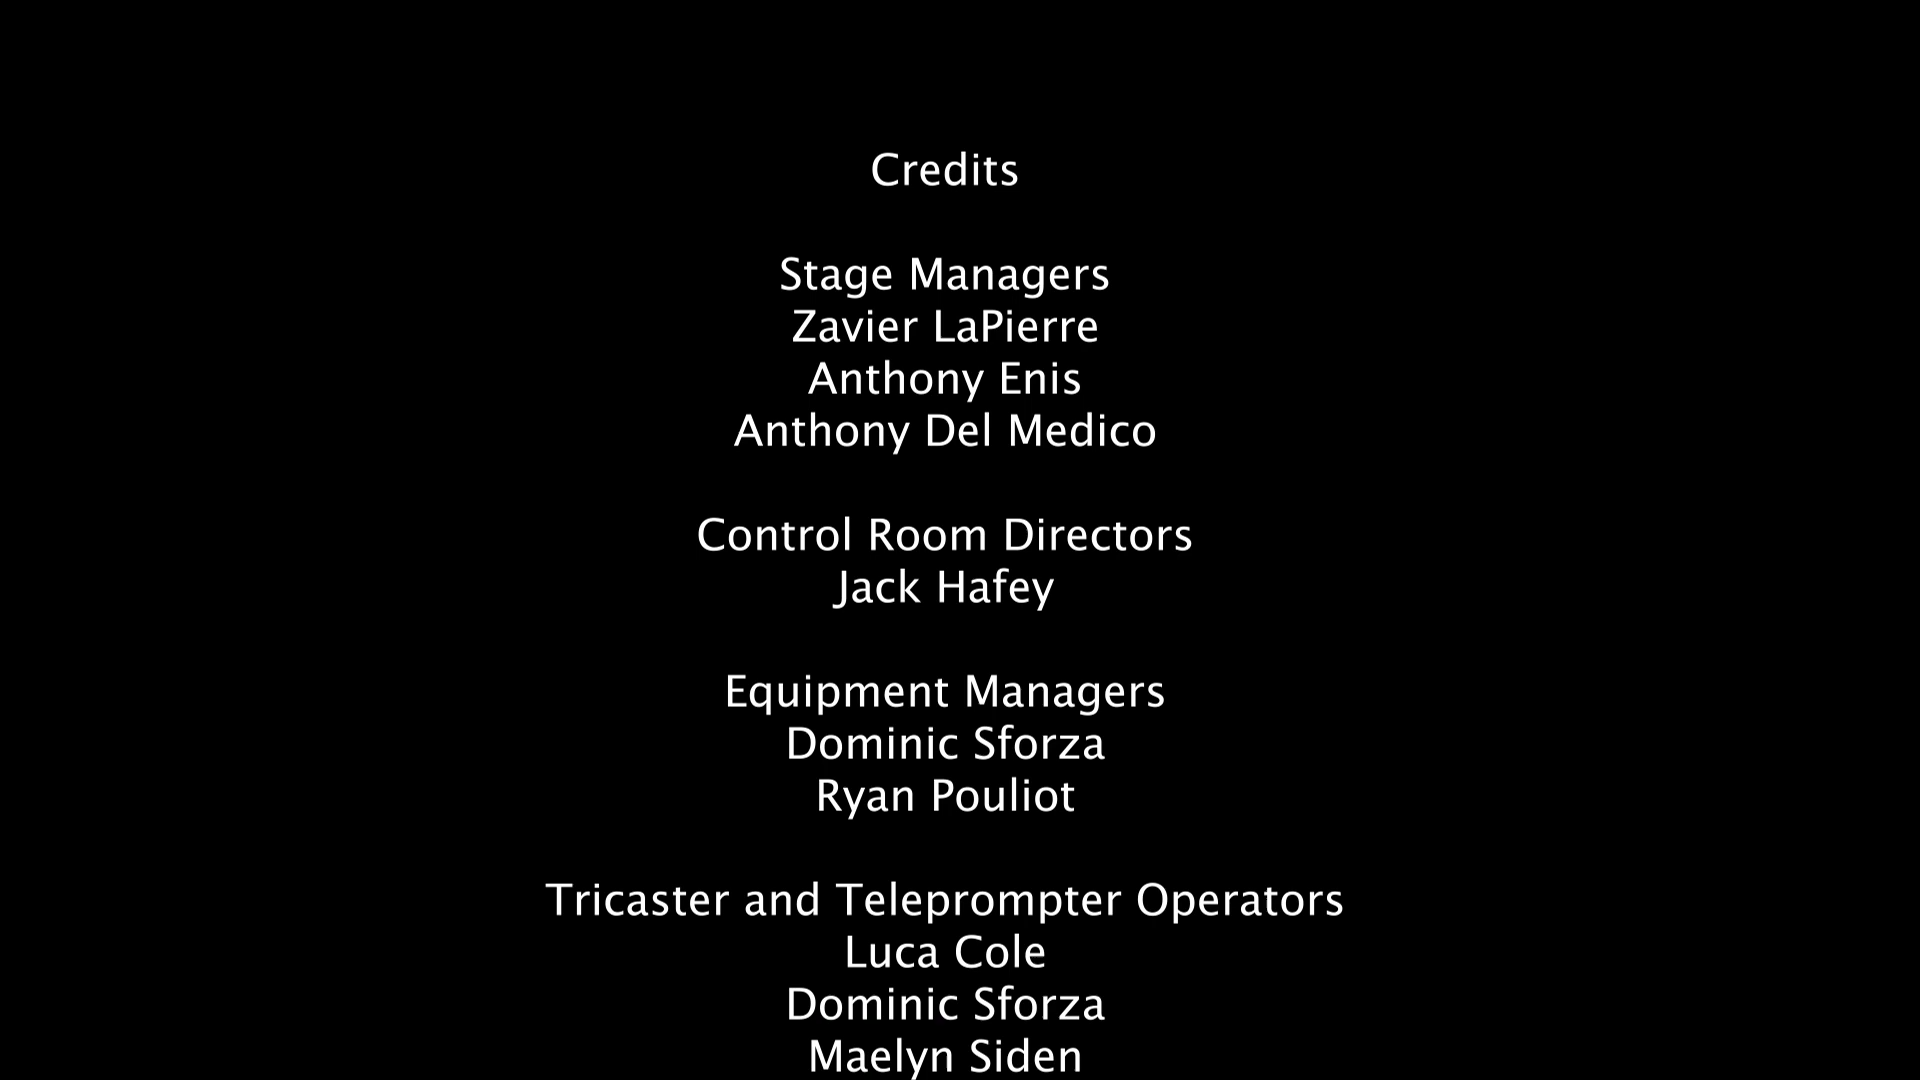 Credits
Stage Managers
Zavier LaPierre
Anthony Enis
Anthony Del Medico
Control Room Directors
Jack Hafey
Equipment Managers
Dominic Sforza
Ryan Pouliot
Tricaster and Teleprompter Operators
Luca Cole
Dominic Sforza
Maelyn Siden